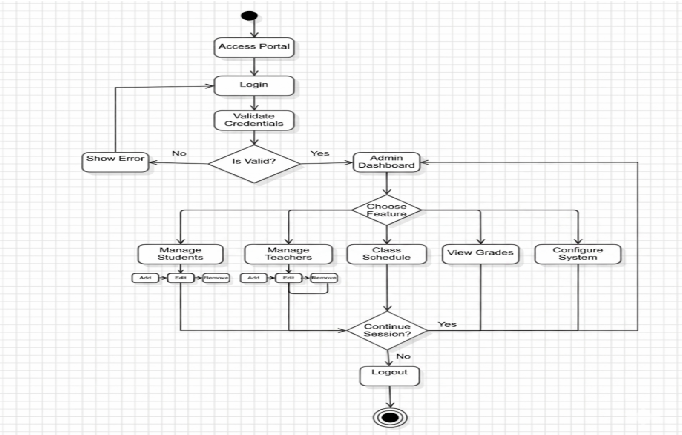 Access Portal
Login
Validate
Credentials
Is Valid?
No
Yes
Show Error
Admin
Dashboard
Choose
Feature
Manage
Students
Manage
Teachers
Class
Schedule
View Grades
Configure
System
Add
Edit
Remove
Add
Edit
Remove
Continue
Session?
Yes
No
Logout